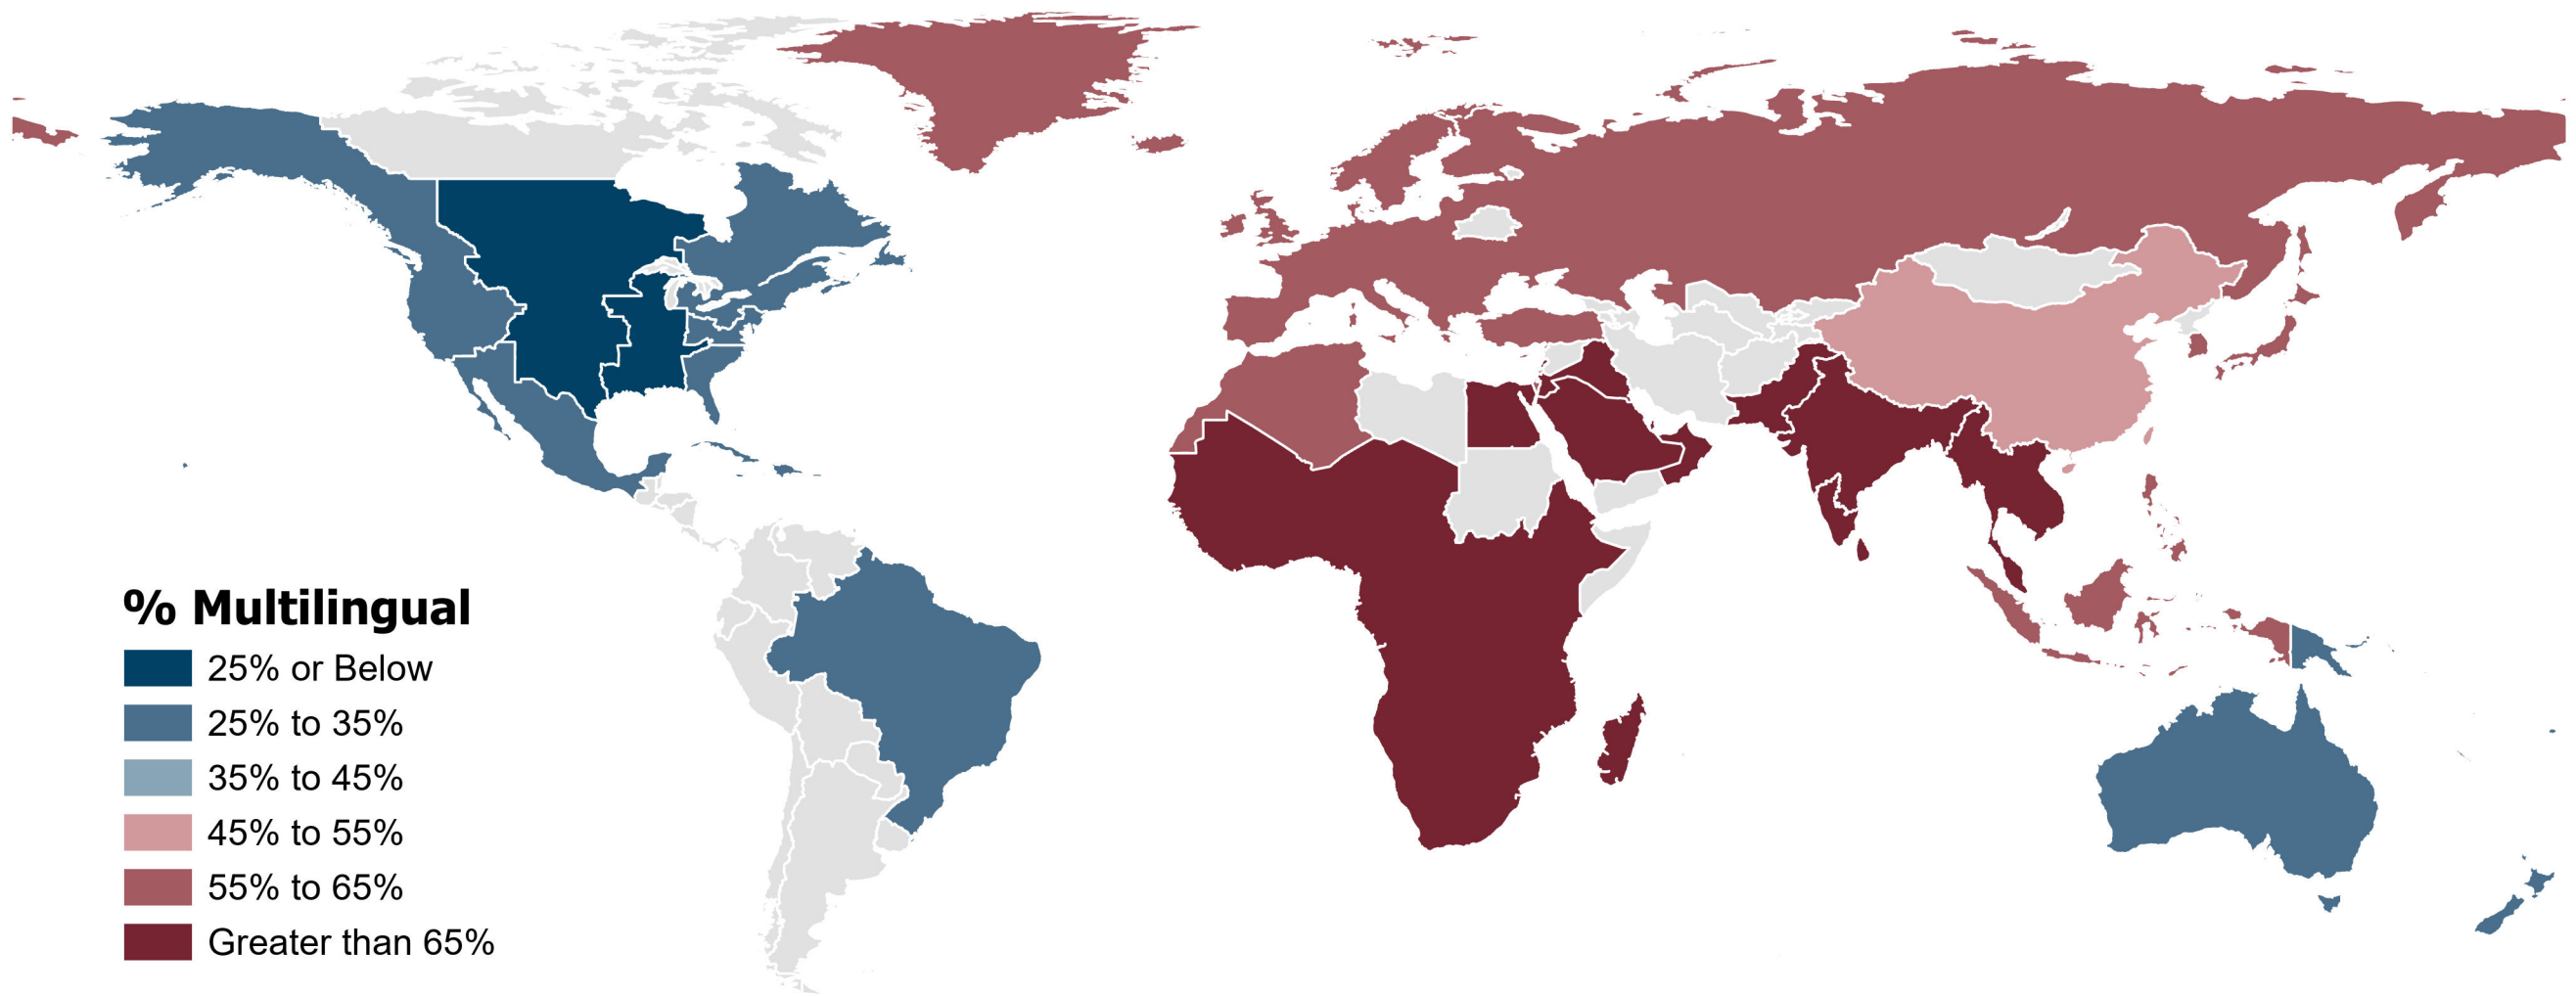 % Multilingual
25% or Below
25% to 35%
35% to 45%
45% to 55%
55% to 65%
Greater than 65%